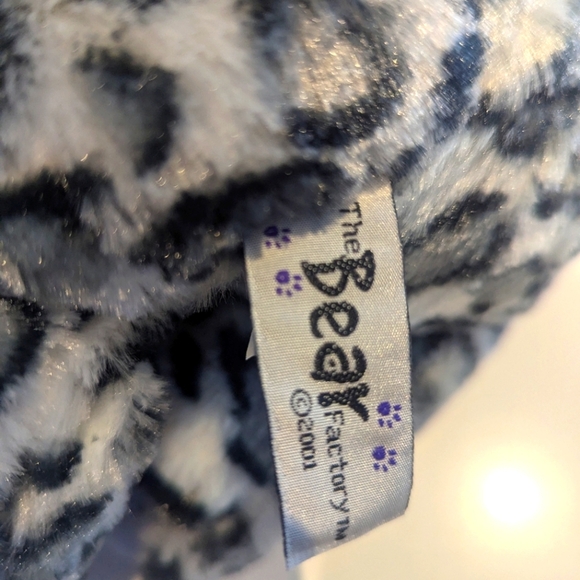 The
Bear
Factory™
©2001